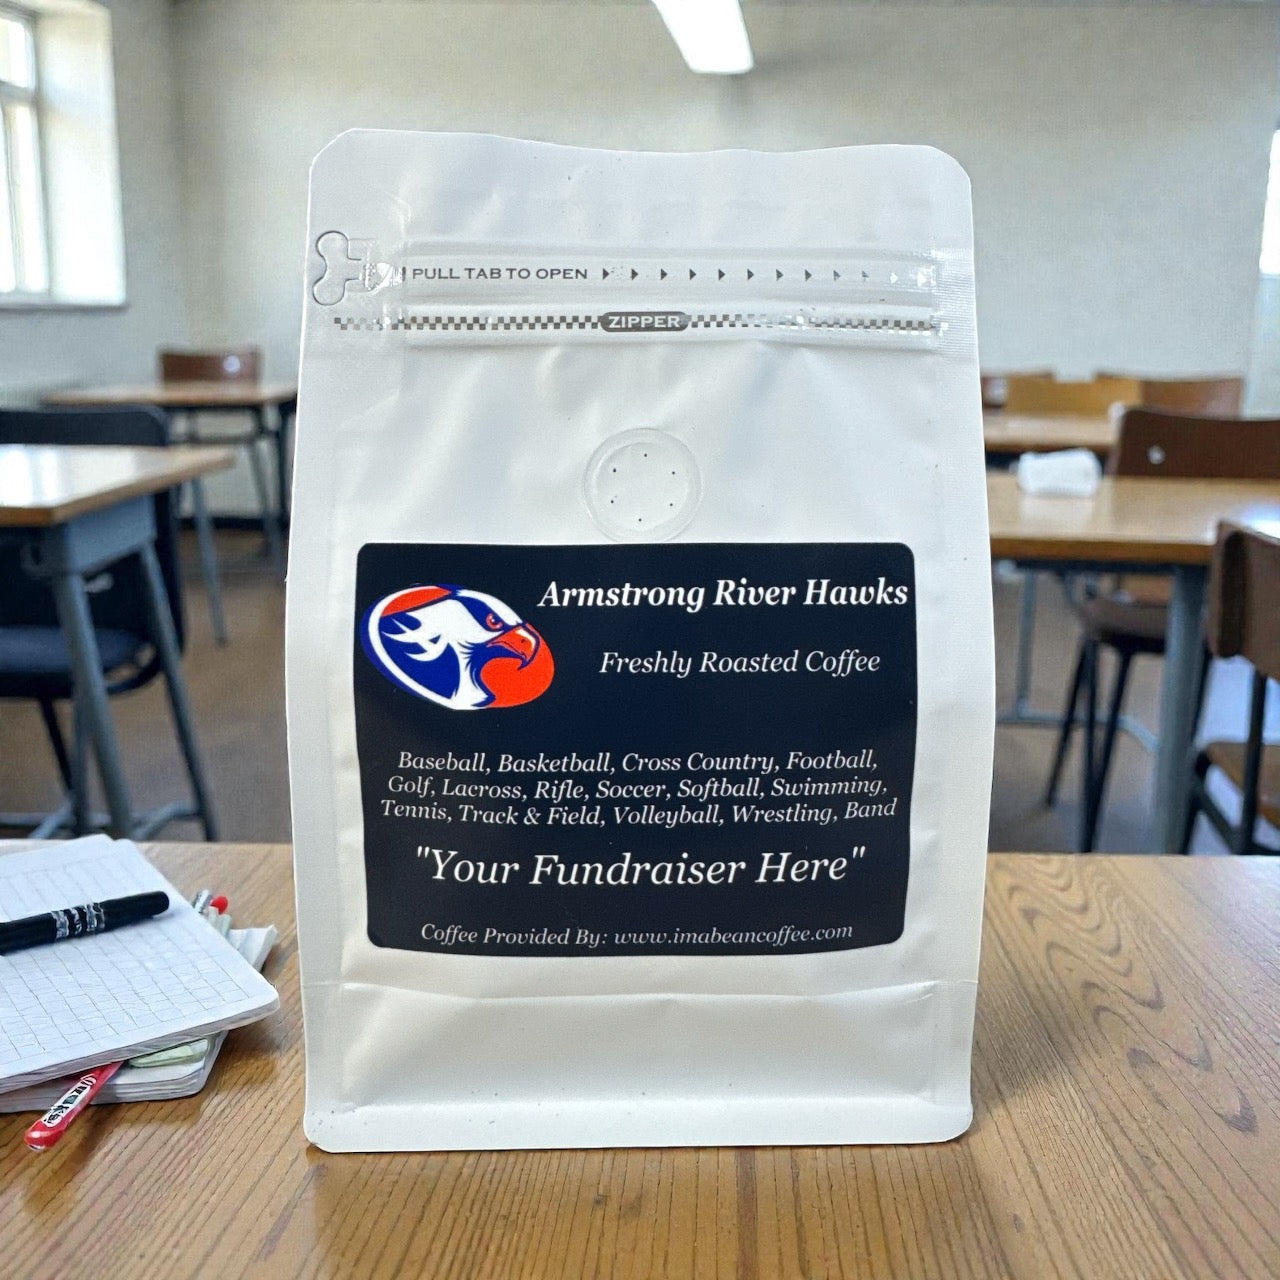 PULL TAB TO OPEN
ZIPPER
Armstrong River Hawks
Freshly Roasted Coffee
Baseball, Basketball, Cross Country, Football,
Golf, Lacross, Rifle, Soccer, Softball, Swimming,
Tennis, Track & Field, Volleyball, Wrestling, Band
"Your Fundraiser Here"
Coffee Provided By: www.imabeancoffee.com